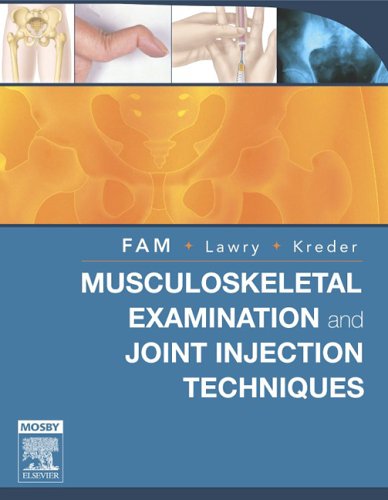 FAM ✦ Lawry ✦ Kreder
MUSCULOSKELETAL
EXAMINATION and
JOINT INJECTION
TECHNIQUES
MOSBY
ELSEVIER